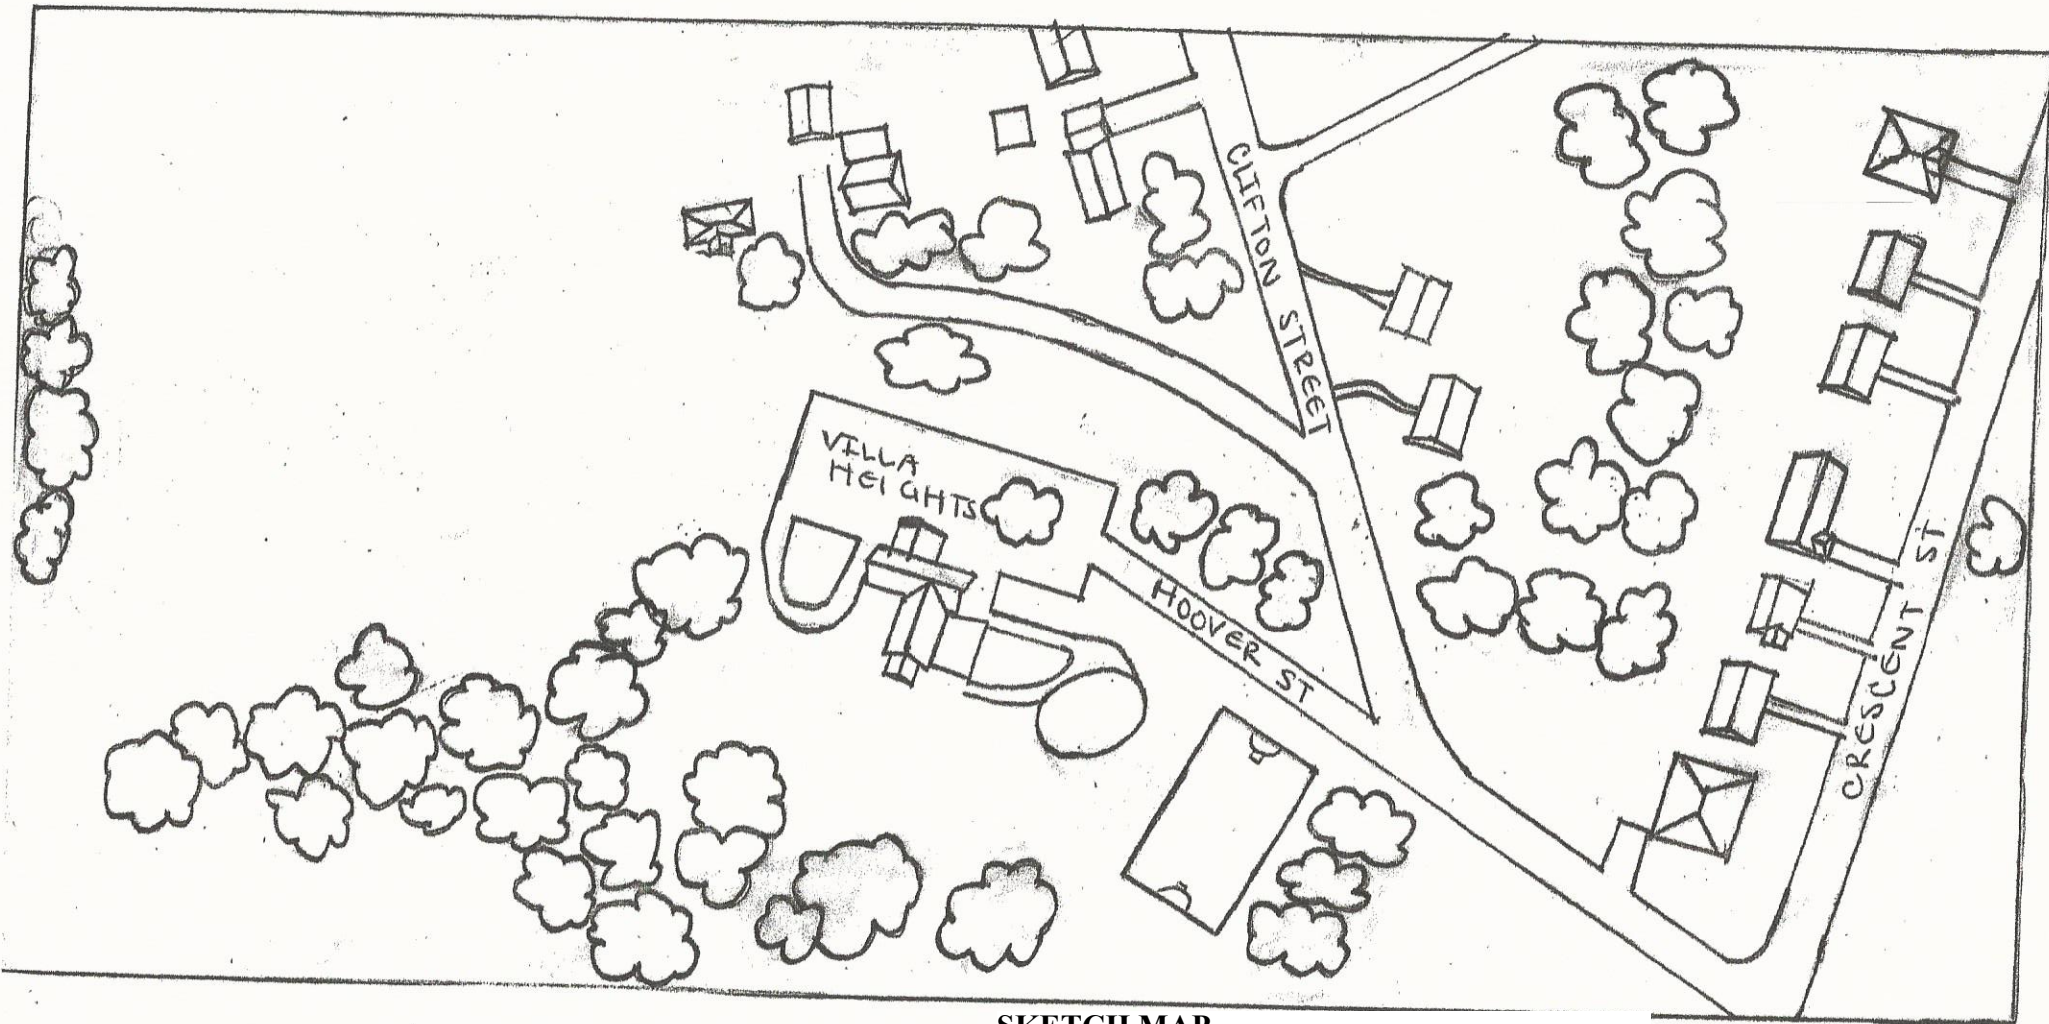 CLIFTON STREET
VILLA
HEIGHTS
HOOVER ST
CRESCENT ST
SKETCH MAP